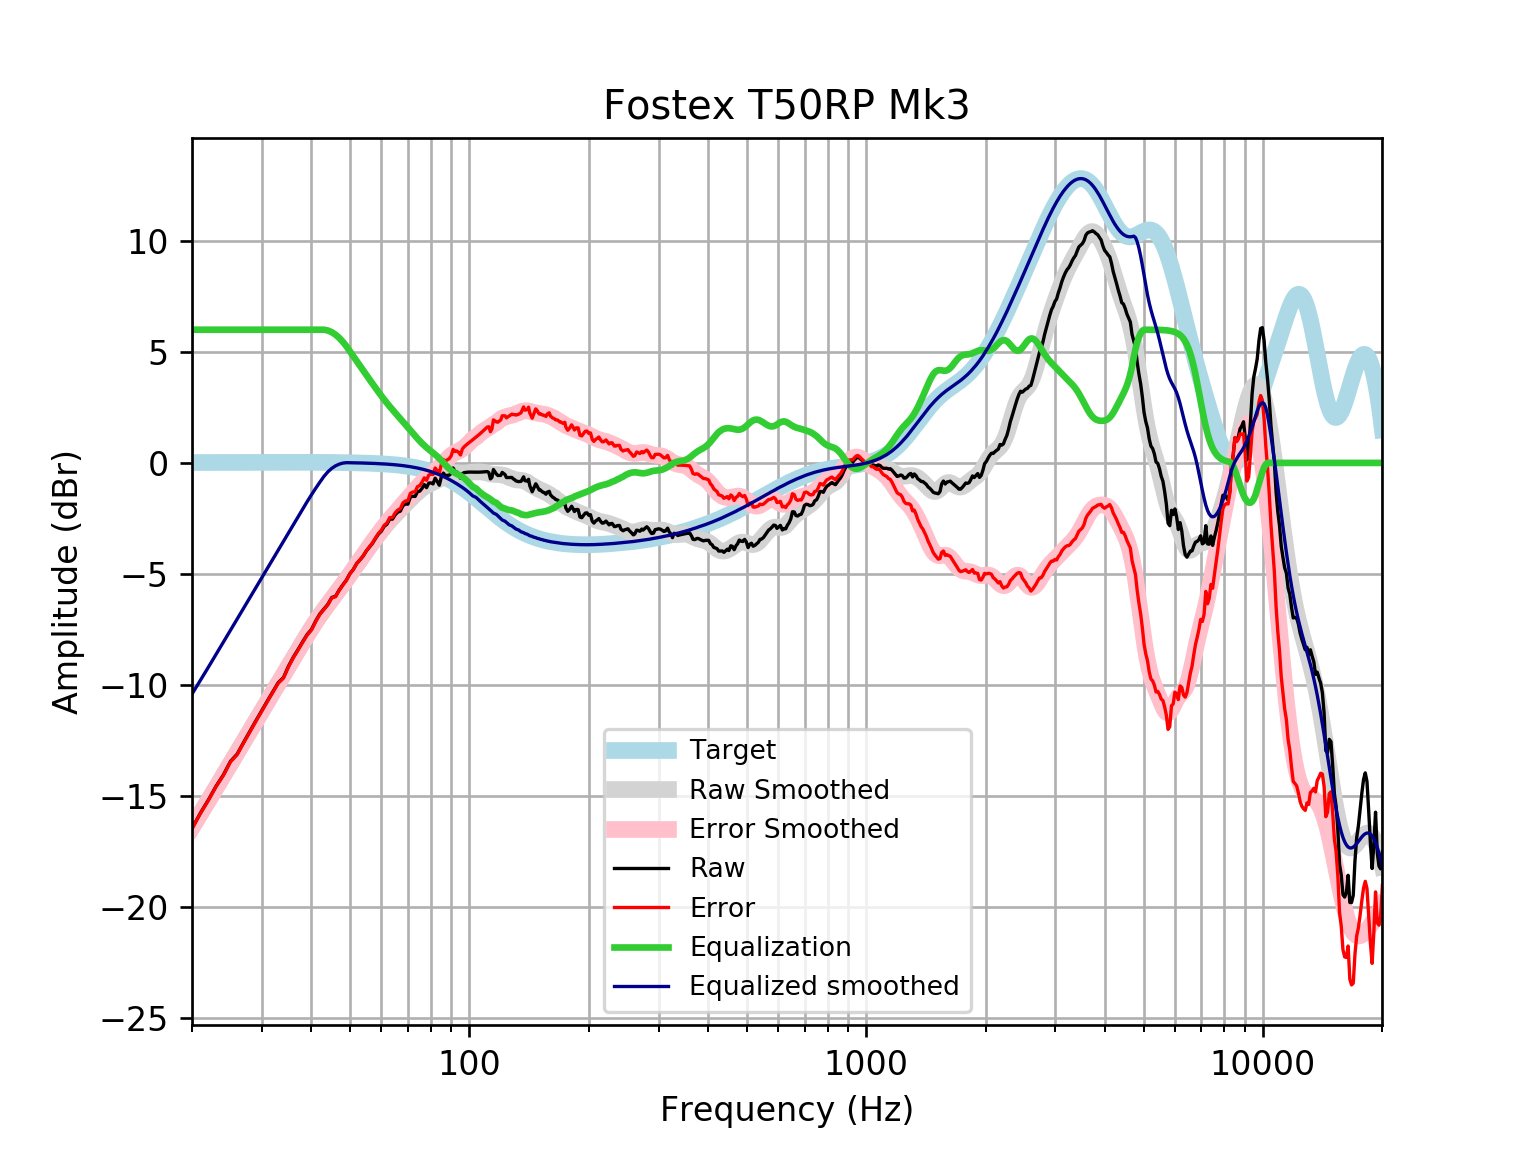 Fostex T50RP Mk3
Amplitude (dBr)
10
5
0
−5
−10
−15
−20
−25
Target
Raw Smoothed
Error Smoothed
Raw
Error
Equalization
Equalized smoothed
100
1000
10000
Frequency (Hz)